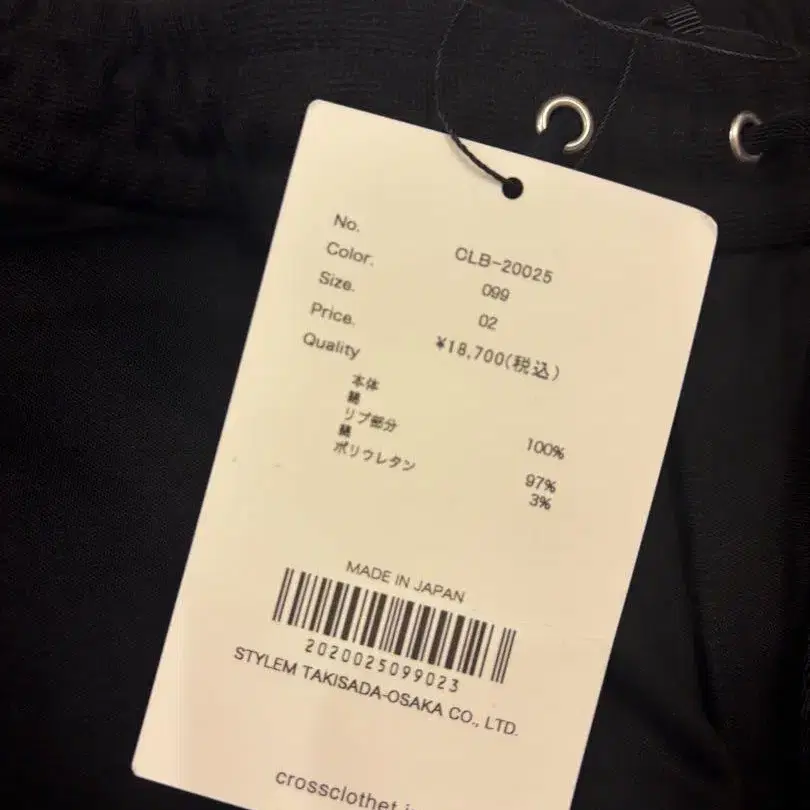 No. CLB-20025
Color. 099
Size. 02
Price. ¥18,700(税込)
Quality
本体
綿 100%
リブ部分
綿 97%
ポリウレタン 3%
MADE IN JAPAN
2020025099023
STYLEM TAKISADA-OSAKA CO., LTD.
crossclothet